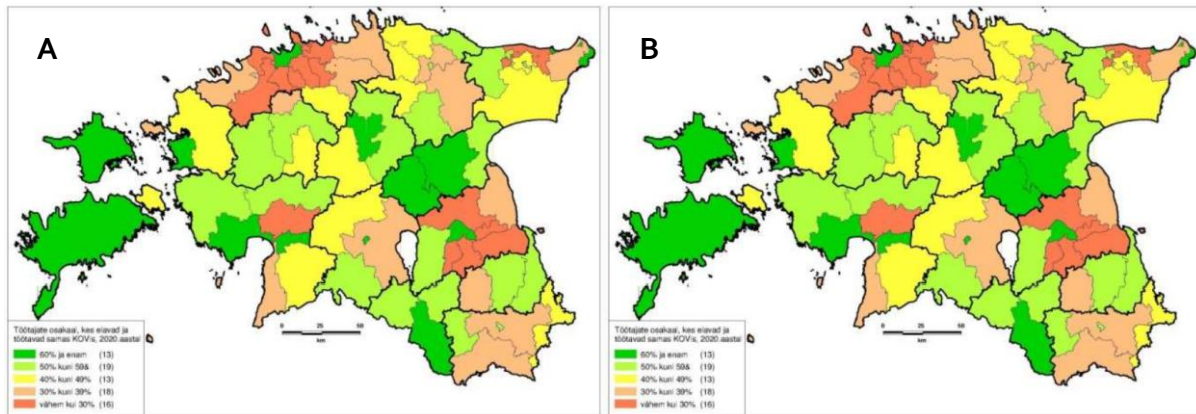 A
0 25 50
km
Töötajate osakaal, kes elavad ja
töötavad samas KOV:s, 2020.aastal
60% ja enam (13)
50% kuni 59& (19)
40% kuni 49% (13)
30% kuni 39% (18)
vähem kui 30% (16)
B
0 25 50
km
Töötajate osakaal, kes elavad ja
töötavad samas KOV:s, 2020.aastal
60% ja enam (13)
50% kuni 59& (19)
40% kuni 49% (13)
30% kuni 39% (18)
vähem kui 30% (16)